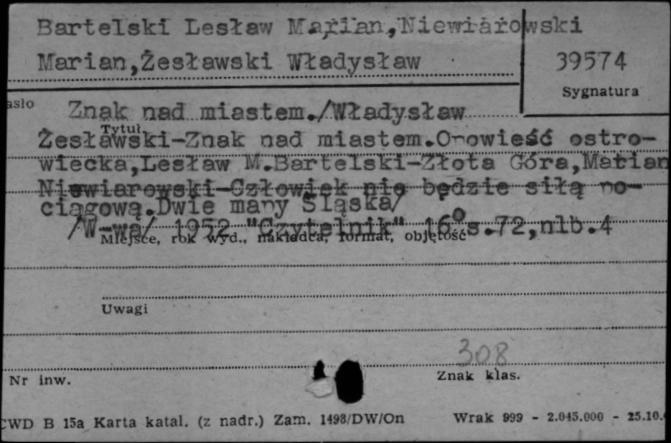 Bartelski Lesław Marian,Niewiarowski
Marian,Żesławski Władysław
39574
Sygnatura
asło
Znak nad miastem./Władysław
Tytuł
Żesławski-Znak nad miastem.Opowieść ostro-
wiecka,Lesław M.Bartelski-Złota Góra,Marian
Niewiarowski-Człowiek nie będzie siłą po-
ciągową.Dwie mapy Śląska/
/W-wa/ 1952 "Czytelnik" 16° s.72,nlb.4
Miejsce, rok wyd., nakładca, format, objętość
Uwagi
308
Nr inw.
Znak klas.
CWD B 15a Karta katal. (z nadr.) Zam. 1498/DW/On
Wrak 999 - 2.045.000 - 25.10.